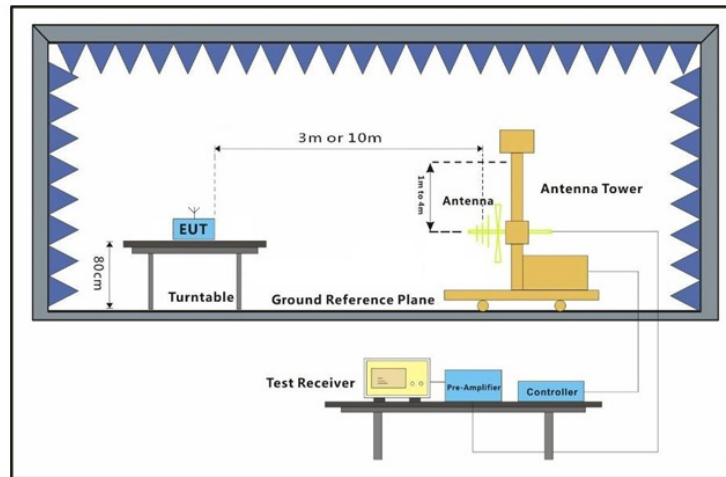 3m or 10m
1m to 4m
Antenna
Antenna Tower
EUT
80cm
Turntable
Ground Reference Plane
Test Receiver
Pre-Amplifier
Controller